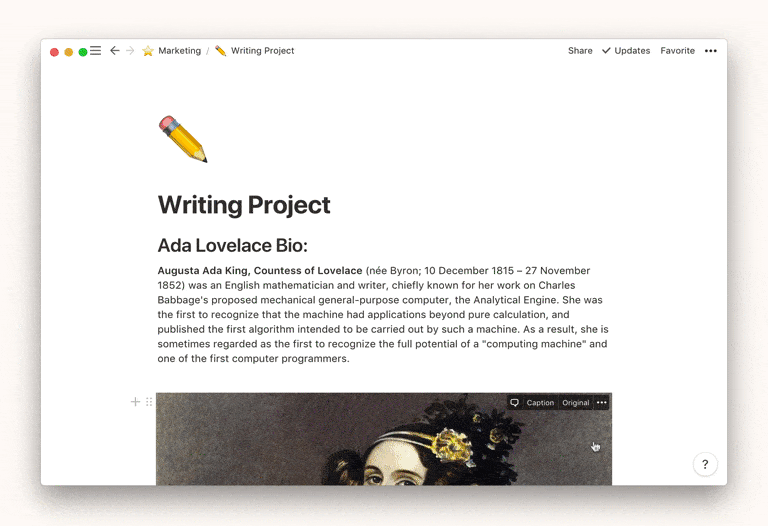 Marketing / Writing Project
Share Updates Favorite
Writing Project
Ada Lovelace Bio:
Augusta Ada King, Countess of Lovelace (née Byron; 10 December 1815 – 27 November
1852) was an English mathematician and writer, chiefly known for her work on Charles
Babbage's proposed mechanical general-purpose computer, the Analytical Engine. She was
the first to recognize that the machine had applications beyond pure calculation, and
published the first algorithm intended to be carried out by such a machine. As a result, she is
sometimes regarded as the first to recognize the full potential of a "computing machine" and
one of the first computer programmers.
Caption Original
?